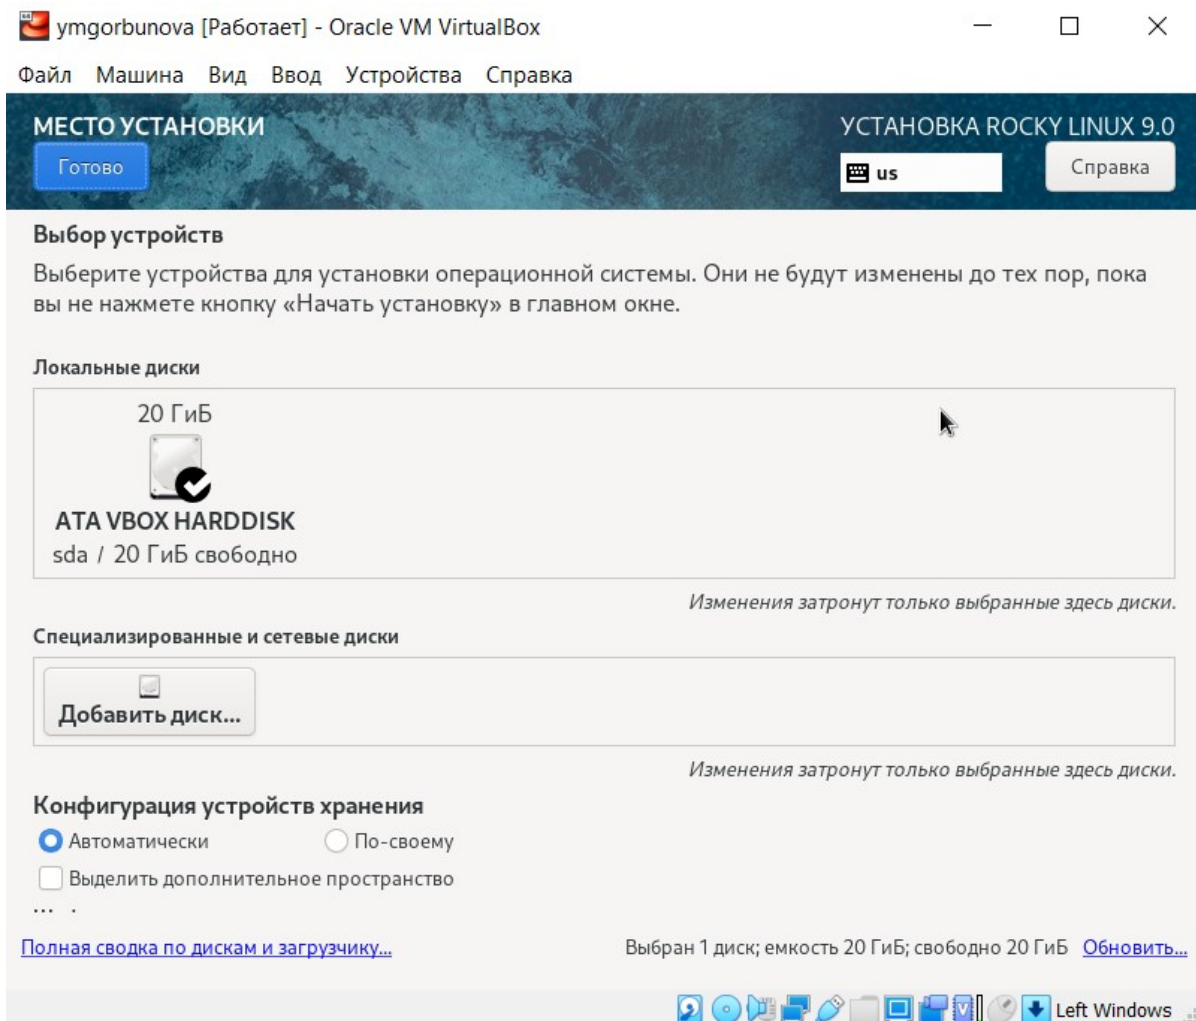 ymgorbunova [Работает] - Oracle VM VirtualBox
Файл Машина Вид Ввод Устройства Справка
МЕСТО УСТАНОВКИ
УСТАНОВКА ROCKY LINUX 9.0
Готово
us
Справка
Выбор устройств
Выберите устройства для установки операционной системы. Они не будут изменены до тех пор, пока
вы не нажмете кнопку «Начать установку» в главном окне.
Локальные диски
20 ГиБ
ATA VBOX HARDDISK
sda / 20 ГиБ свободно
Изменения затронут только выбранные здесь диски.
Специализированные и сетевые диски
Добавить диск...
Изменения затронут только выбранные здесь диски.
Конфигурация устройств хранения
Автоматически По-своему
Выделить дополнительное пространство
Полная сводка по дискам и загрузчику...
Выбран 1 диск; емкость 20 ГиБ; свободно 20 ГиБ Обновить...
Left Windows